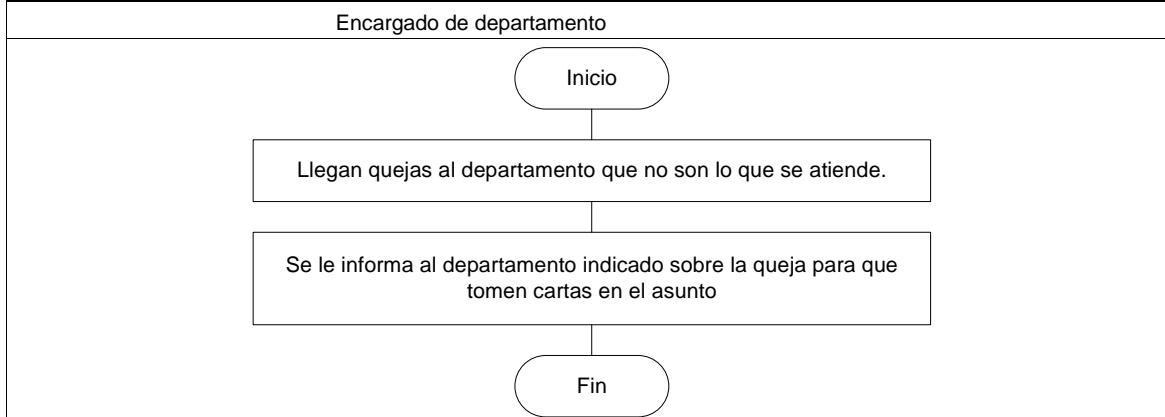 Encargado de departamento
Inicio
Llegan quejas al departamento que no son lo que se atiende.
Se le informa al departamento indicado sobre la queja para que
tomen cartas en el asunto
Fin